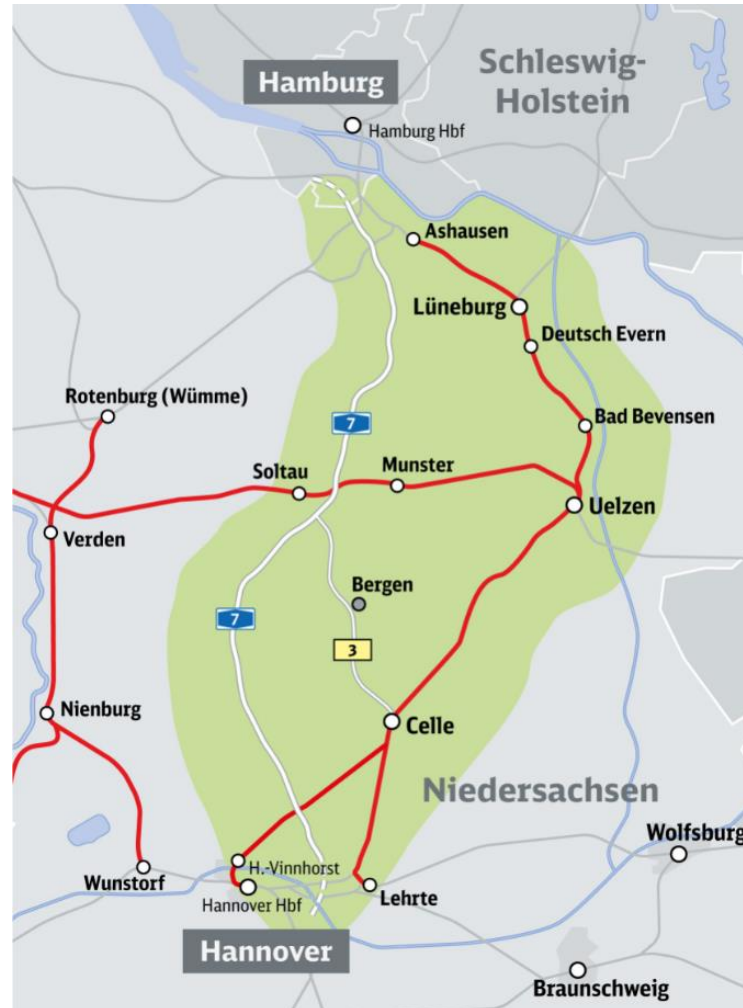 Schleswig-
Holstein
Hamburg
Hamburg Hbf
Ashausen
Lüneburg
Deutsch Evern
Rotenburg (Wümme)
7
Bad Bevensen
Soltau
Munster
Uelzen
Verden
Bergen
7
3
Nienburg
Celle
Niedersachsen
Wolfsburg
H.-Vinnhorst
Wunstorf
Hannover Hbf
Lehrte
Hannover
Braunschweig